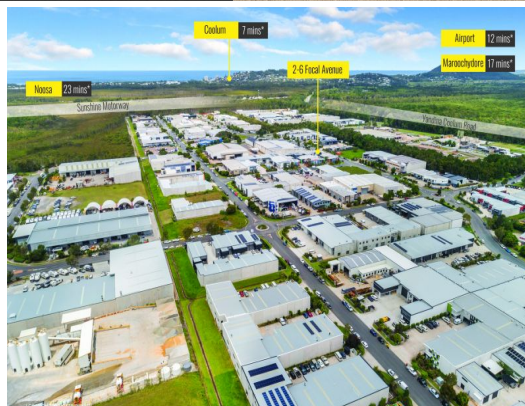 Coolum 7 mins*
Airport 12 mins*
Maroochydore 17 mins*
2-6 Focal Avenue
Noosa 23 mins*
Sunshine Motorway
Yandina Coolum Road